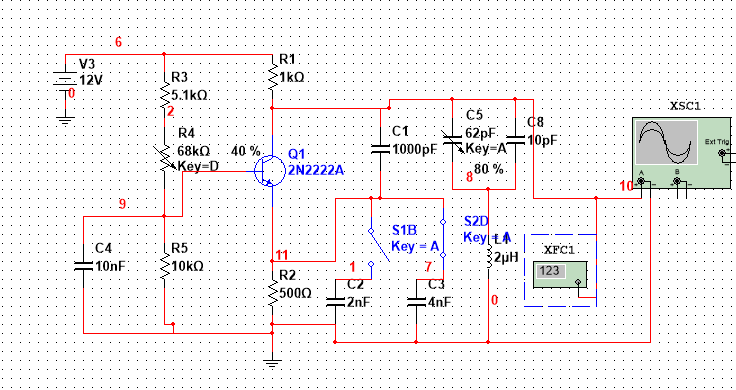 6
V3
12V
0
R1
1kΩ
R3
5.1kΩ
2
R4
68kΩ
Key=D
40 %
Q1
2N2222A
C1
1000pF
C5
62pF
Key=A
80 %
C8
10pF
8
XSC1
Ext Trig
A
B
10
9
C4
10nF
R5
10kΩ
11
R2
500Ω
S1B
Key = A
1
C2
2nF
S2D
Key = A
7
C3
4nF
L1
2µH
0
XFC1
123